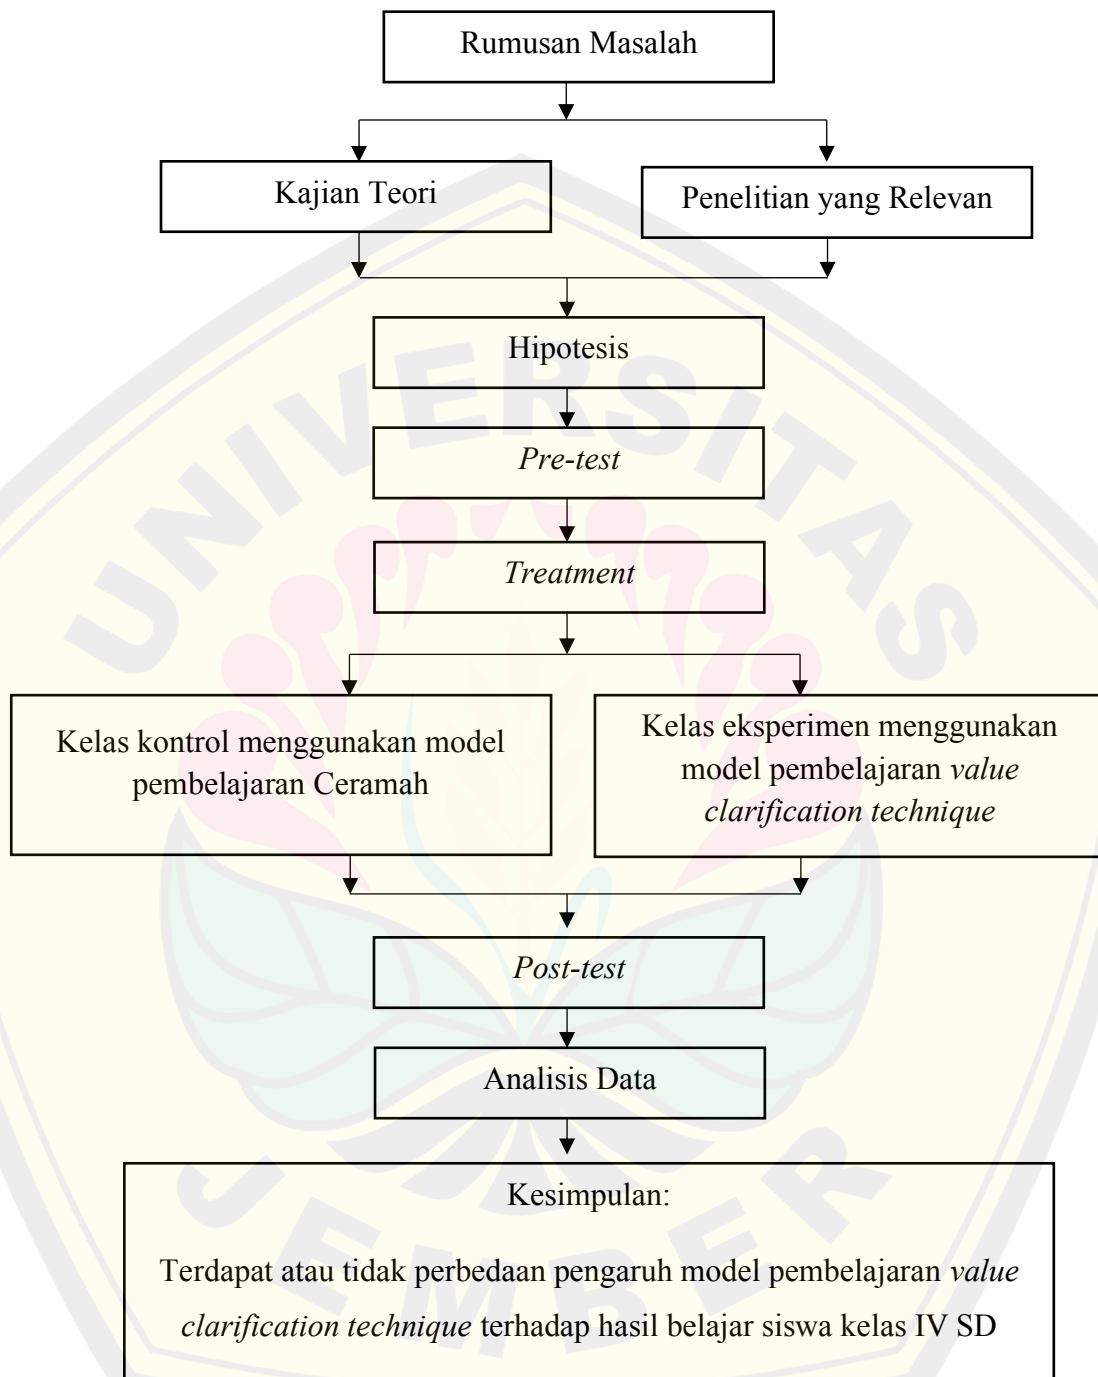 Rumusan Masalah
Kajian Teori
Penelitian yang Relevan
Hipotesis
Pre-test
Treatment
Kelas kontrol menggunakan model
pembelajaran Ceramah
Kelas eksperimen menggunakan
model pembelajaran value
clarification technique
Post-test
Analisis Data
Kesimpulan:
Terdapat atau tidak perbedaan pengaruh model pembelajaran value
clarification technique terhadap hasil belajar siswa kelas IV SD
UNIVERSITAS
JEMBER